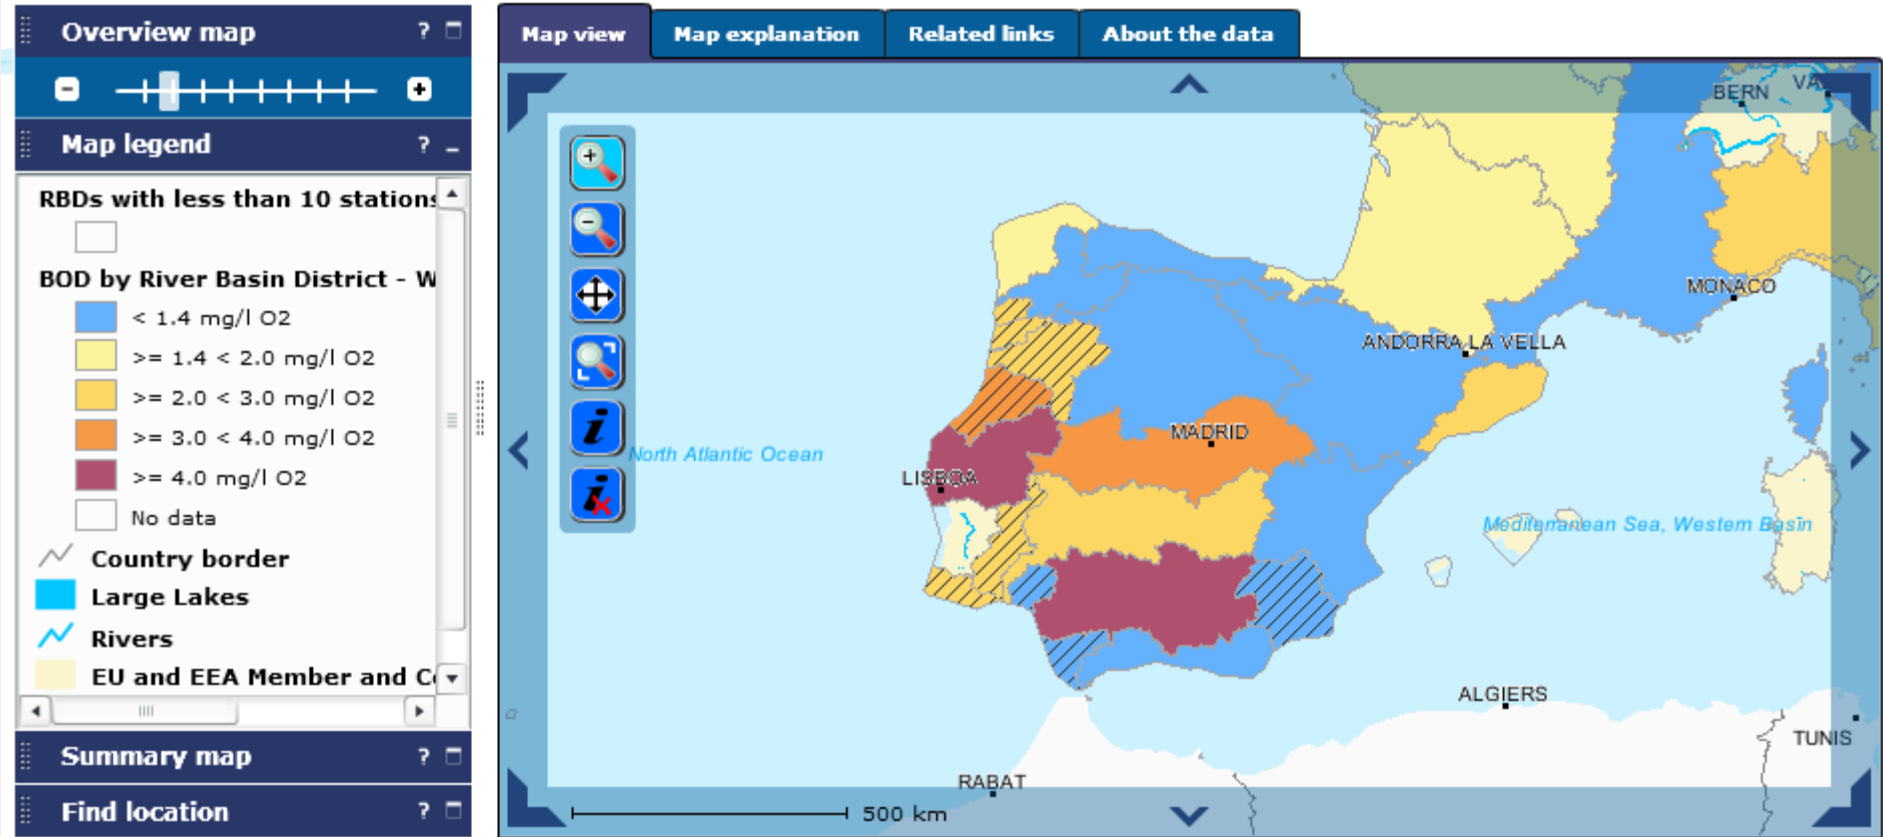 Overview map ?
Map legend ? _
RBDs with less than 10 stations
BOD by River Basin District - W
< 1.4 mg/l O2
>= 1.4 < 2.0 mg/l O2
>= 2.0 < 3.0 mg/l O2
>= 3.0 < 4.0 mg/l O2
>= 4.0 mg/l O2
No data
Country border
Large Lakes
Rivers
EU and EEA Member and
Summary map ?
Find location ?
Map view Map explanation Related links About the data
BERN VA
MONACO
ANDORRA LA VELLA
MADRID
North Atlantic Ocean
LISBOA
Mediterranean Sea, Western Basin
ALGIERS
TUNIS
RABAT
500 km